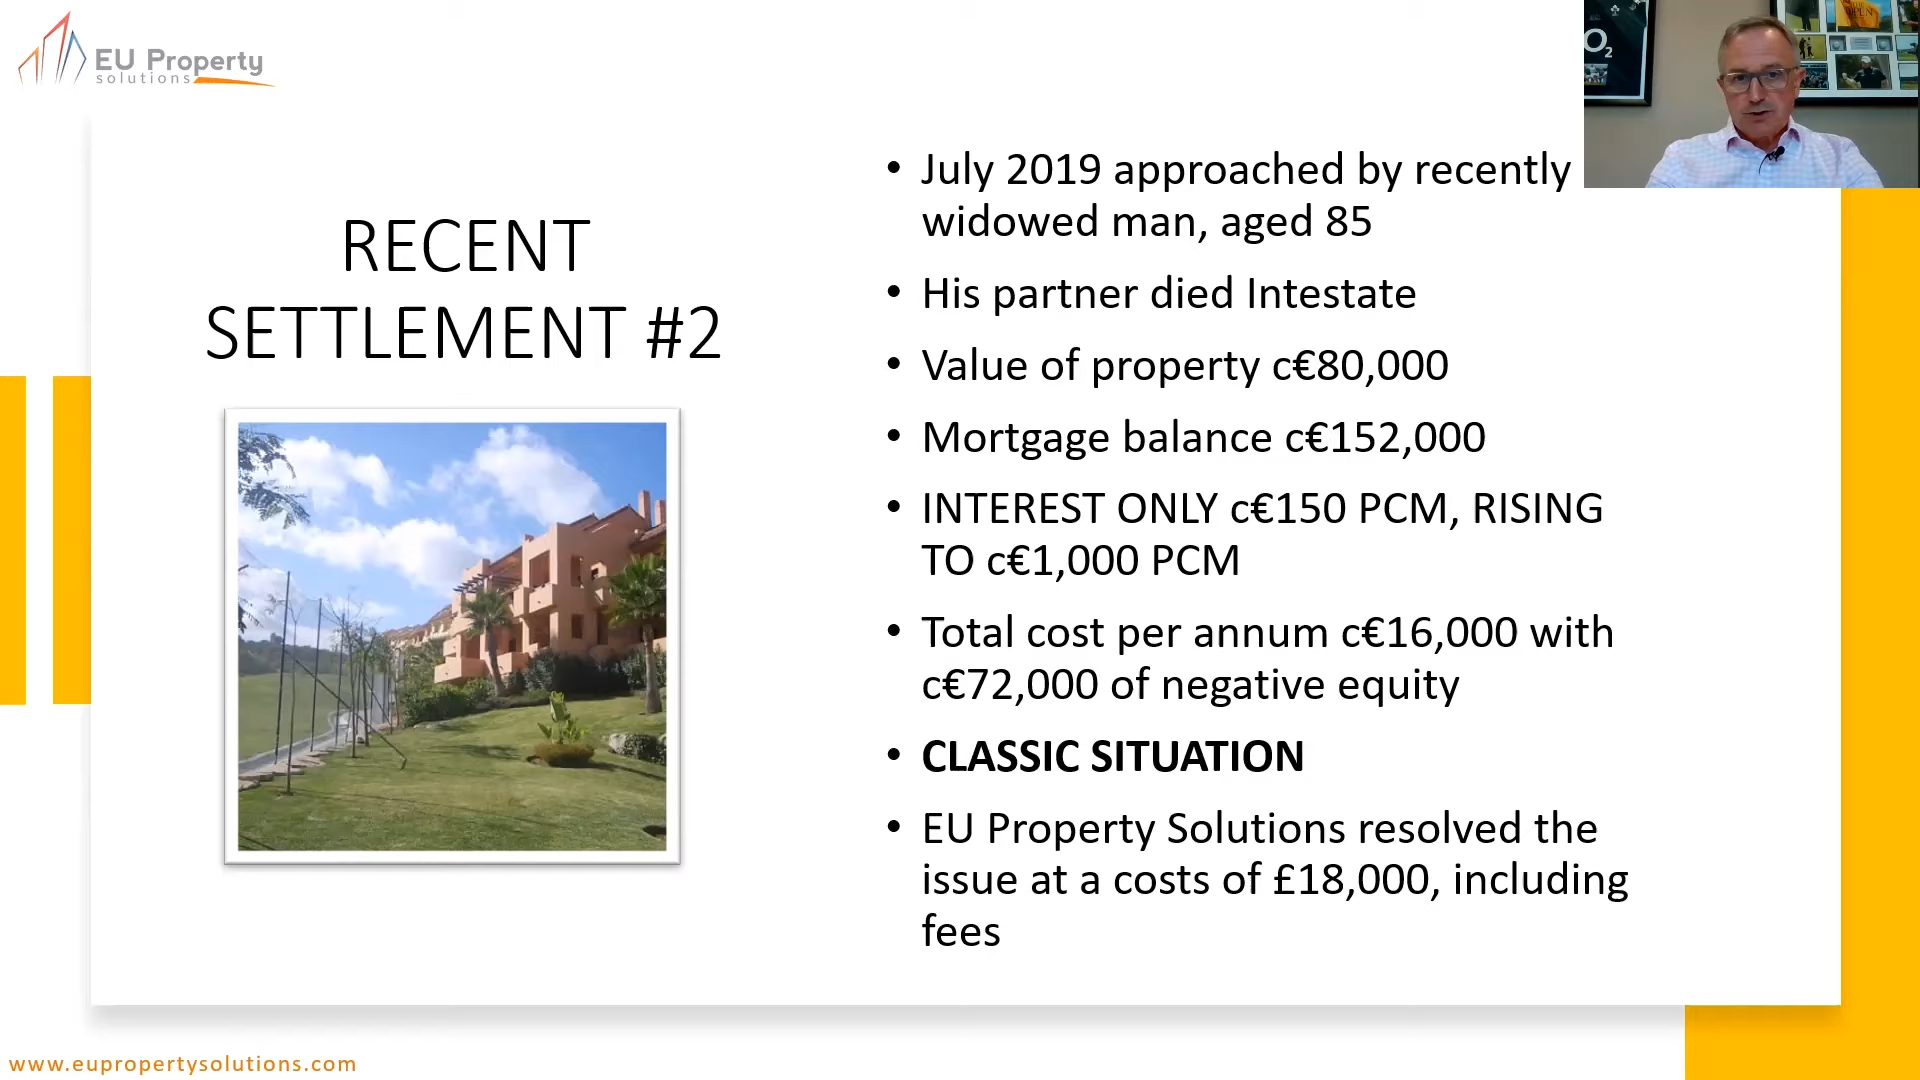 EU Property
solutions
O2
OPEN
RECENT
SETTLEMENT #2
• July 2019 approached by recently
widowed man, aged 85
• His partner died Intestate
• Value of property c€80,000
• Mortgage balance c€152,000
• INTEREST ONLY c€150 PCM, RISING
TO c€1,000 PCM
• Total cost per annum c€16,000 with
c€72,000 of negative equity
• CLASSIC SITUATION
• EU Property Solutions resolved the
issue at a costs of £18,000, including
fees
www.eupropertysolutions.com